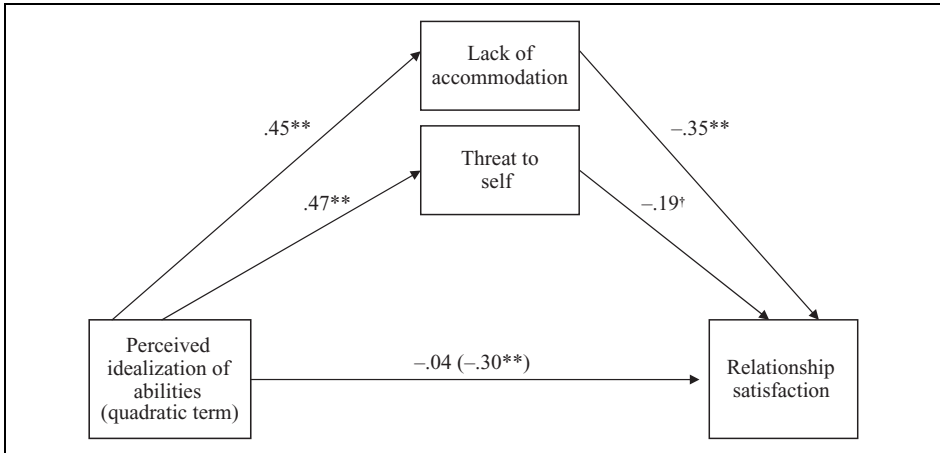 Lack of
accommodation
.45**
–.35**
Threat to
self
.47**
–.19†
Perceived
idealization of
abilities
(quadratic term)
–.04 (–.30**)
Relationship
satisfaction